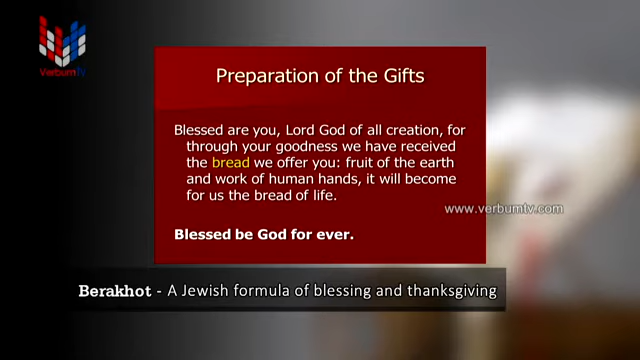 VerbumTV
Preparation of the Gifts
Blessed are you, Lord God of all creation, for
through your goodness we have received
the bread we offer you: fruit of the earth
and work of human hands, it will become
for us the bread of life.
www.verbumtv.com
Blessed be God for ever.
Berakhot - A Jewish formula of blessing and thanksgiving